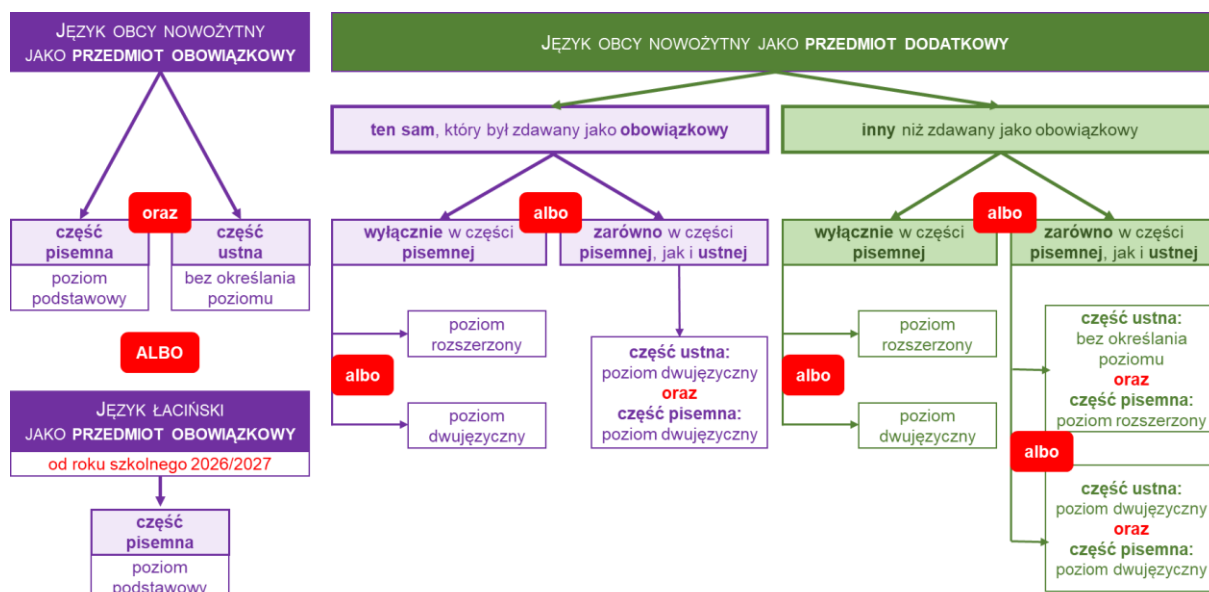 JĘZYK OBCY NOWOŻYTNY
JAKO PRZEDMIOT OBOWIĄZKOWY
oraz
część
pisemna
poziom
podstawowy
część
ustna
bez określania
poziomu
ALBO
JĘZYK ŁACIŃSKI
JAKO PRZEDMIOT OBOWIĄZKOWY
od roku szkolnego 2026/2027
część
pisemna
poziom
podstawowy
JĘZYK OBCY NOWOŻYTNY JAKO PRZEDMIOT DODATKOWY
ten sam, który był zdawany jako obowiązkowy
albo
wyłącznie w części
pisemnej
poziom
rozszerzony
albo
poziom
dwujęzyczny
zarówno w części
pisemnej, jak i ustnej
część ustna:
poziom dwujęzyczny
oraz
część pisemna:
poziom dwujęzyczny
inny niż zdawany jako obowiązkowy
albo
wyłącznie w części
pisemnej
poziom
rozszerzony
albo
poziom
dwujęzyczny
zarówno w części
pisemnej, jak i ustnej
część ustna:
bez określania
poziomu
oraz
część pisemna:
poziom rozszerzony
albo
część ustna:
poziom dwujęzyczny
oraz
część pisemna:
poziom dwujęzyczny